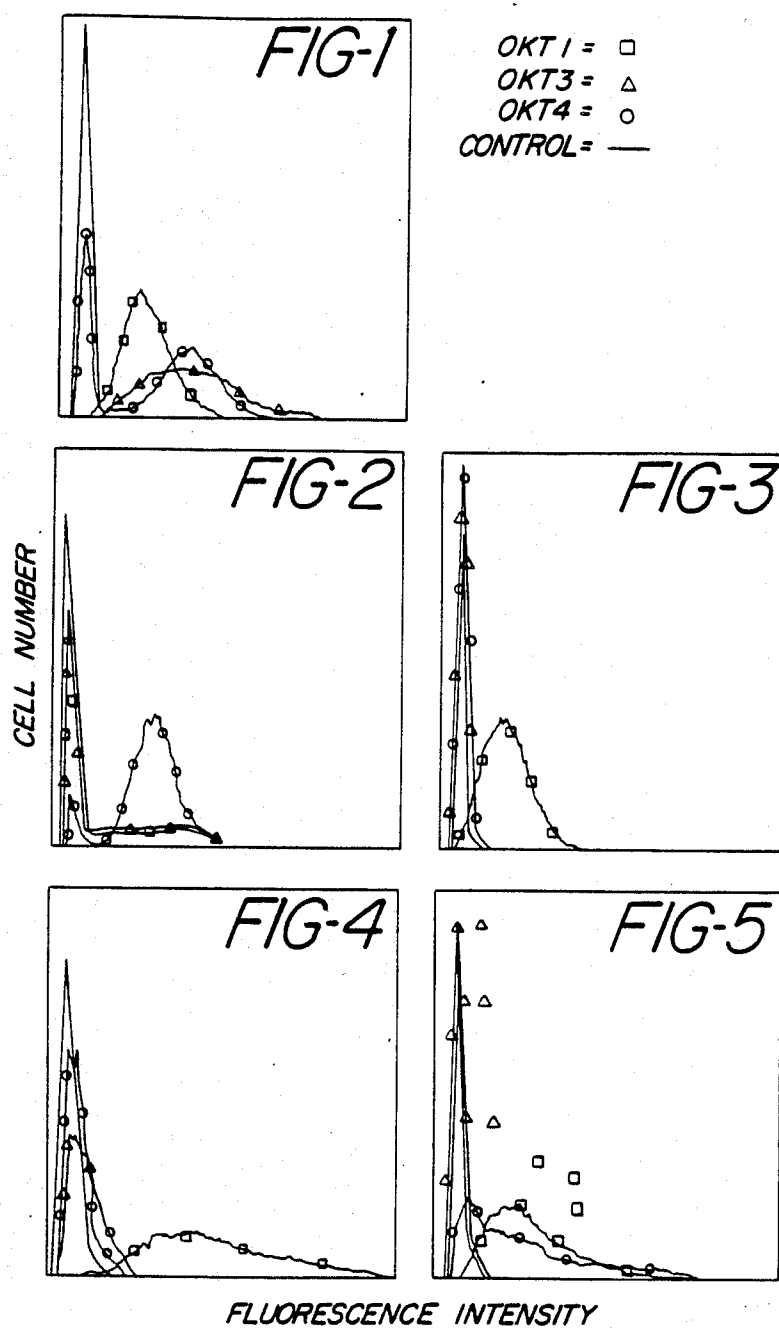 FIG-1
OKT1 = □
OKT3 = △
OKT4 = ○
CONTROL = —
FIG-2
FIG-3
CELL NUMBER
FIG-4
FIG-5
FLUORESCENCE INTENSITY